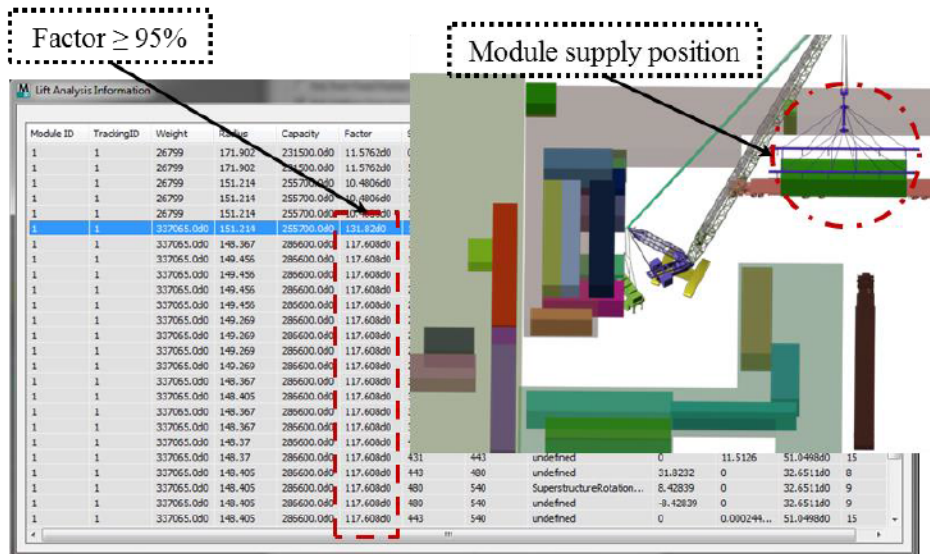 Factor ≥ 95%
Module supply position
Lift Analysis Information
Module ID TrackingID Weight Radius Capacity Factor
1 1 26799 171.902 231500.0d0 11.5762d0
1 1 26799 171.902 231500.0d0 11.5762d0
1 1 26799 151.214 255700.0d0 10.4806d0
1 1 26799 151.214 255700.0d0 10.4806d0
1 1 26799 151.214 255700.0d0
1 1 337065.0d0 151.214 255700.0d0 131.82d0
1 1 337065.0d0 148.367 286600.0d0 117.608d0
1 1 337065.0d0 149.456 286600.0d0 117.608d0
1 1 337065.0d0 149.456 286600.0d0 117.608d0
1 1 337065.0d0 149.456 286600.0d0 117.608d0
1 1 337065.0d0 149.456 286600.0d0 117.608d0
1 1 337065.0d0 149.269 286600.0d0 117.608d0
1 1 337065.0d0 149.269 286600.0d0 117.608d0
1 1 337065.0d0 149.269 286600.0d0 117.608d0
1 1 337065.0d0 149.269 286600.0d0 117.608d0
1 1 337065.0d0 148.367 286600.0d0 117.608d0
1 1 337065.0d0 148.367 286600.0d0 117.608d0
1 1 337065.0d0 148.367 286600.0d0 117.608d0
1 1 337065.0d0 148.367 286600.0d0 117.608d0
1 1 337065.0d0 148.37 286600.0d0 117.608d0
1 1 337065.0d0 148.37 286600.0d0 117.608d0 431 443 undefined 0 11.5126 51.0498d0 15
1 1 337065.0d0 148.405 286600.0d0 117.608d0 443 480 undefined 31.8232 0 32.6511d0 8
1 1 337065.0d0 148.405 286600.0d0 117.608d0 480 540 SuperstructureRotation... 8.42839 0 32.6511d0 9
1 1 337065.0d0 148.405 286600.0d0 117.608d0 480 540 undefined -8.42839 0 32.6511d0 9
1 1 337065.0d0 148.405 286600.0d0 117.608d0 443 540 undefined 0 0.000244... 51.0498d0 15